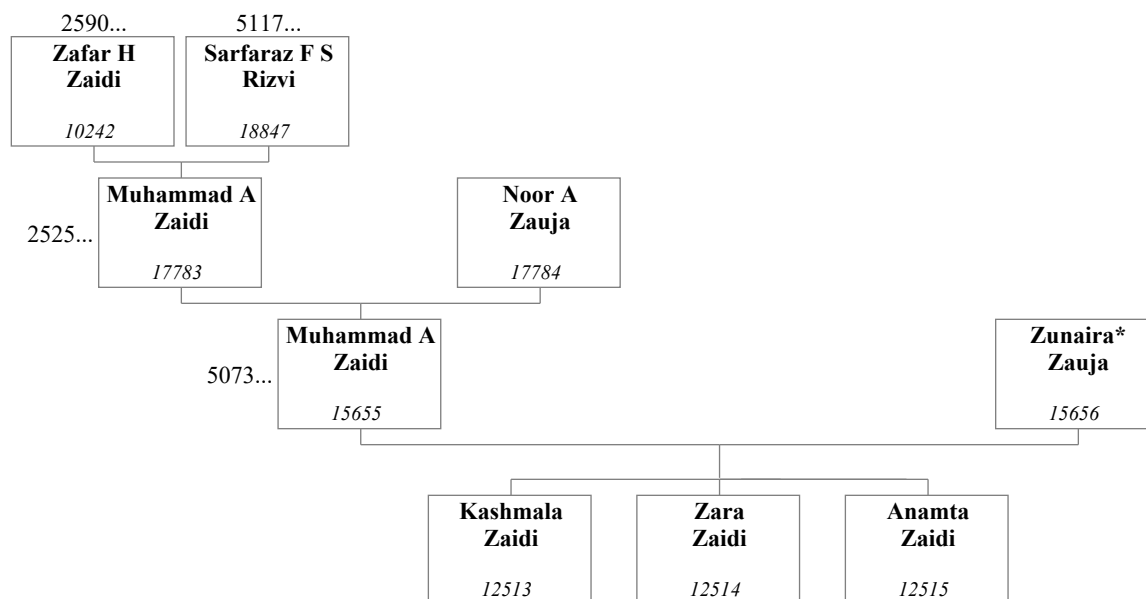 2590...
5117...
Zafar H
Zaidi
10242
Sarfaraz F S
Rizvi
18847
2525...
Muhammad A
Zaidi
17783
Noor A
Zauja
17784
5073...
Muhammad A
Zaidi
15655
Zunaira*
Zauja
15656
Kashmala
Zaidi
12513
Zara
Zaidi
12514
Anamta
Zaidi
12515